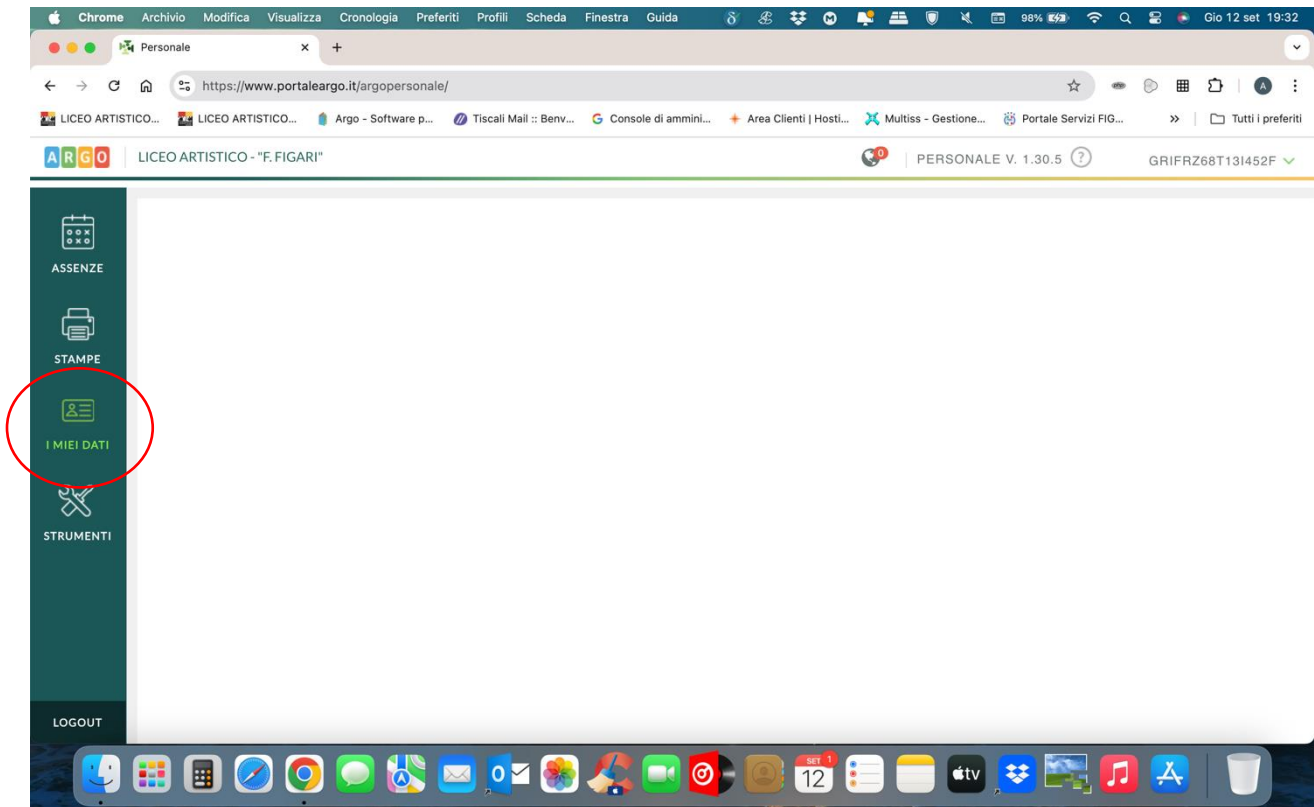 Chrome Archivio Modifica Visualizza Cronologia Preferiti Profili Scheda Finestra Guida 98% Gio 12 set 19:32
Personale
https://www.portaleargo.it/argopersonale/
LICEO ARTISTICO... LICEO ARTISTICO... Argo - Software p... Tiscali Mail :: Benv... Console di ammini... Area Clienti | Hosti... Multiss - Gestione... Portale Servizi FIG... » Tutti i preferiti
ARGO LICEO ARTISTICO - "F. FIGARI" 0 PERSONALE V. 1.30.5 ? GRIFRZ68T13I452F
ASSENZE
STAMPE
I MIEI DATI
STRUMENTI
LOGOUT
SET 1
12
tv